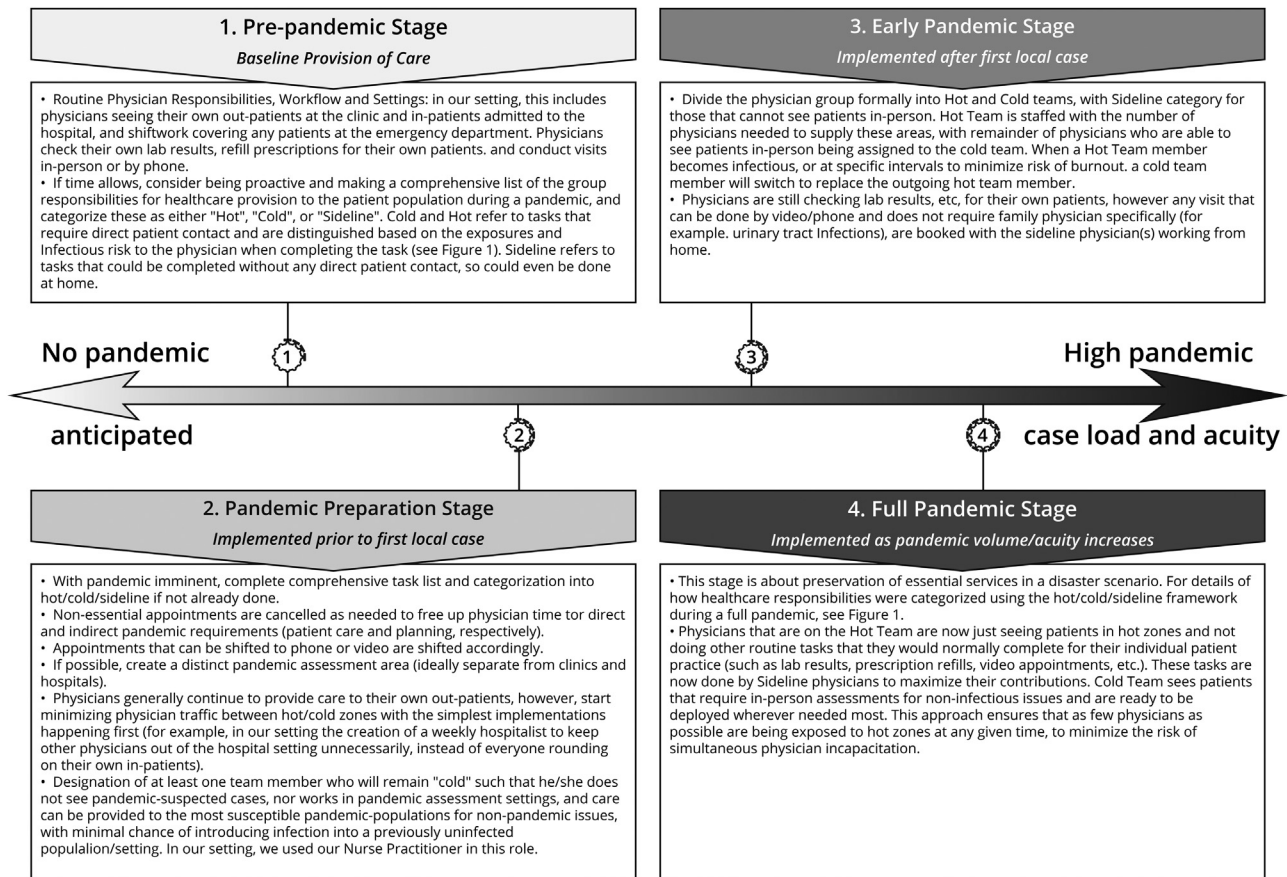 1. Pre-pandemic Stage
Baseline Provision of Care
• Routine Physician Responsibilities, Workflow and Settings: in our setting, this includes
physicians seeing their own out-patients at the clinic and in-patients admitted to the
hospital, and shiftwork covering any patients at the emergency department. Physicians
check their own lab results, refill prescriptions for their own patients. and conduct visits
in-person or by phone.
• If time allows, consider being proactive and making a comprehensive list of the group
responsibilities for healthcare provision to the patient population during a pandemic, and
categorize these as either "Hot", "Cold", or "Sideline". Cold and Hot refer to tasks that
require direct patient contact and are distinguished based on the exposures and
Infectious risk to the physician when completing the task (see Figure 1). Sideline refers to
tasks that could be completed without any direct patient contact, so could even be done
at home.
3. Early Pandemic Stage
Implemented after first local case
• Divide the physician group formally into Hot and Cold teams, with Sideline category for
those that cannot see patients in-person. Hot Team is staffed with the number of
physicians needed to supply these areas, with remainder of physicians who are able to
see patients in-person being assigned to the cold team. When a Hot Team member
becomes infectious, or at specific intervals to minimize risk of burnout. a cold team
member will switch to replace the outgoing hot team member.
• Physicians are still checking lab results, etc, for their own patients, however any visit that
can be done by video/phone and does not require family physician specifically (for
example. urinary tract Infections), are booked with the sideline physician(s) working from
home.
No pandemic
anticipated
1
2
3
4
High pandemic
case load and acuity
2. Pandemic Preparation Stage
Implemented prior to first local case
• With pandemic imminent, complete comprehensive task list and categorization into
hot/cold/sideline if not already done.
• Non-essential appointments are cancelled as needed to free up physician time tor direct
and indirect pandemic requirements (patient care and planning, respectively).
• Appointments that can be shifted to phone or video are shifted accordingly.
• If possible, create a distinct pandemic assessment area (ideally separate from clinics and
hospitals).
• Physicians generally continue to provide care to their own out-patients, however, start
minimizing physician traffic between hot/cold zones with the simplest implementations
happening first (for example, in our setting the creation of a weekly hospitalist to keep
other physicians out of the hospital setting unnecessarily, instead of everyone rounding
on their own in-patients).
• Designation of at least one team member who will remain "cold" such that he/she does
not see pandemic-suspected cases, nor works in pandemic assessment settings, and care
can be provided to the most susceptible pandemic-populations for non-pandemic issues,
with minimal chance of introducing infection into a previously uninfected
populalion/setting. In our setting, we used our Nurse Practitioner in this role.
4. Full Pandemic Stage
Implemented as pandemic volume/acuity increases
• This stage is about preservation of essential services in a disaster scenario. For details of
how healthcare responsibilities were categorized using the hot/cold/sideline framework
during a full pandemic, see Figure 1.
• Physicians that are on the Hot Team are now just seeing patients in hot zones and not
doing other routine tasks that they would normally complete for their individual patient
practice (such as lab results, prescription refills, video appointments, etc.). These tasks are
now done by Sideline physicians to maximize their contributions. Cold Team sees patients
that require in-person assessments for non-infectious issues and are ready to be
deployed wherever needed most. This approach ensures that as few physicians as
possible are being exposed to hot zones at any given time, to minimize the risk of
simultaneous physician incapacitation.